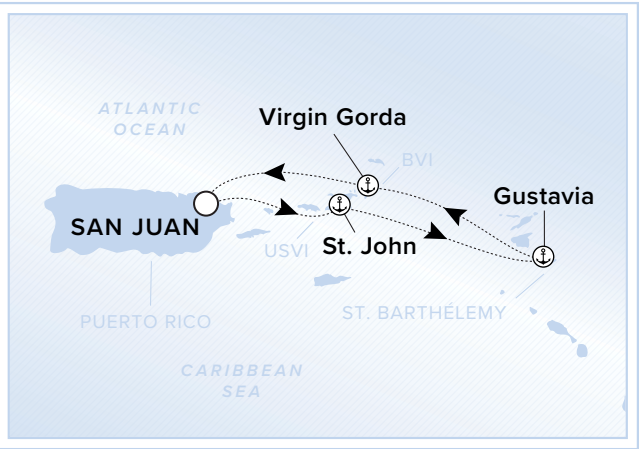 ATLANTIC
OCEAN
Virgin Gorda
BVI
Gustavia
SAN JUAN
USVI
St. John
ST. BARTHÉLEMY
PUERTO RICO
CARIBBEAN
SEA